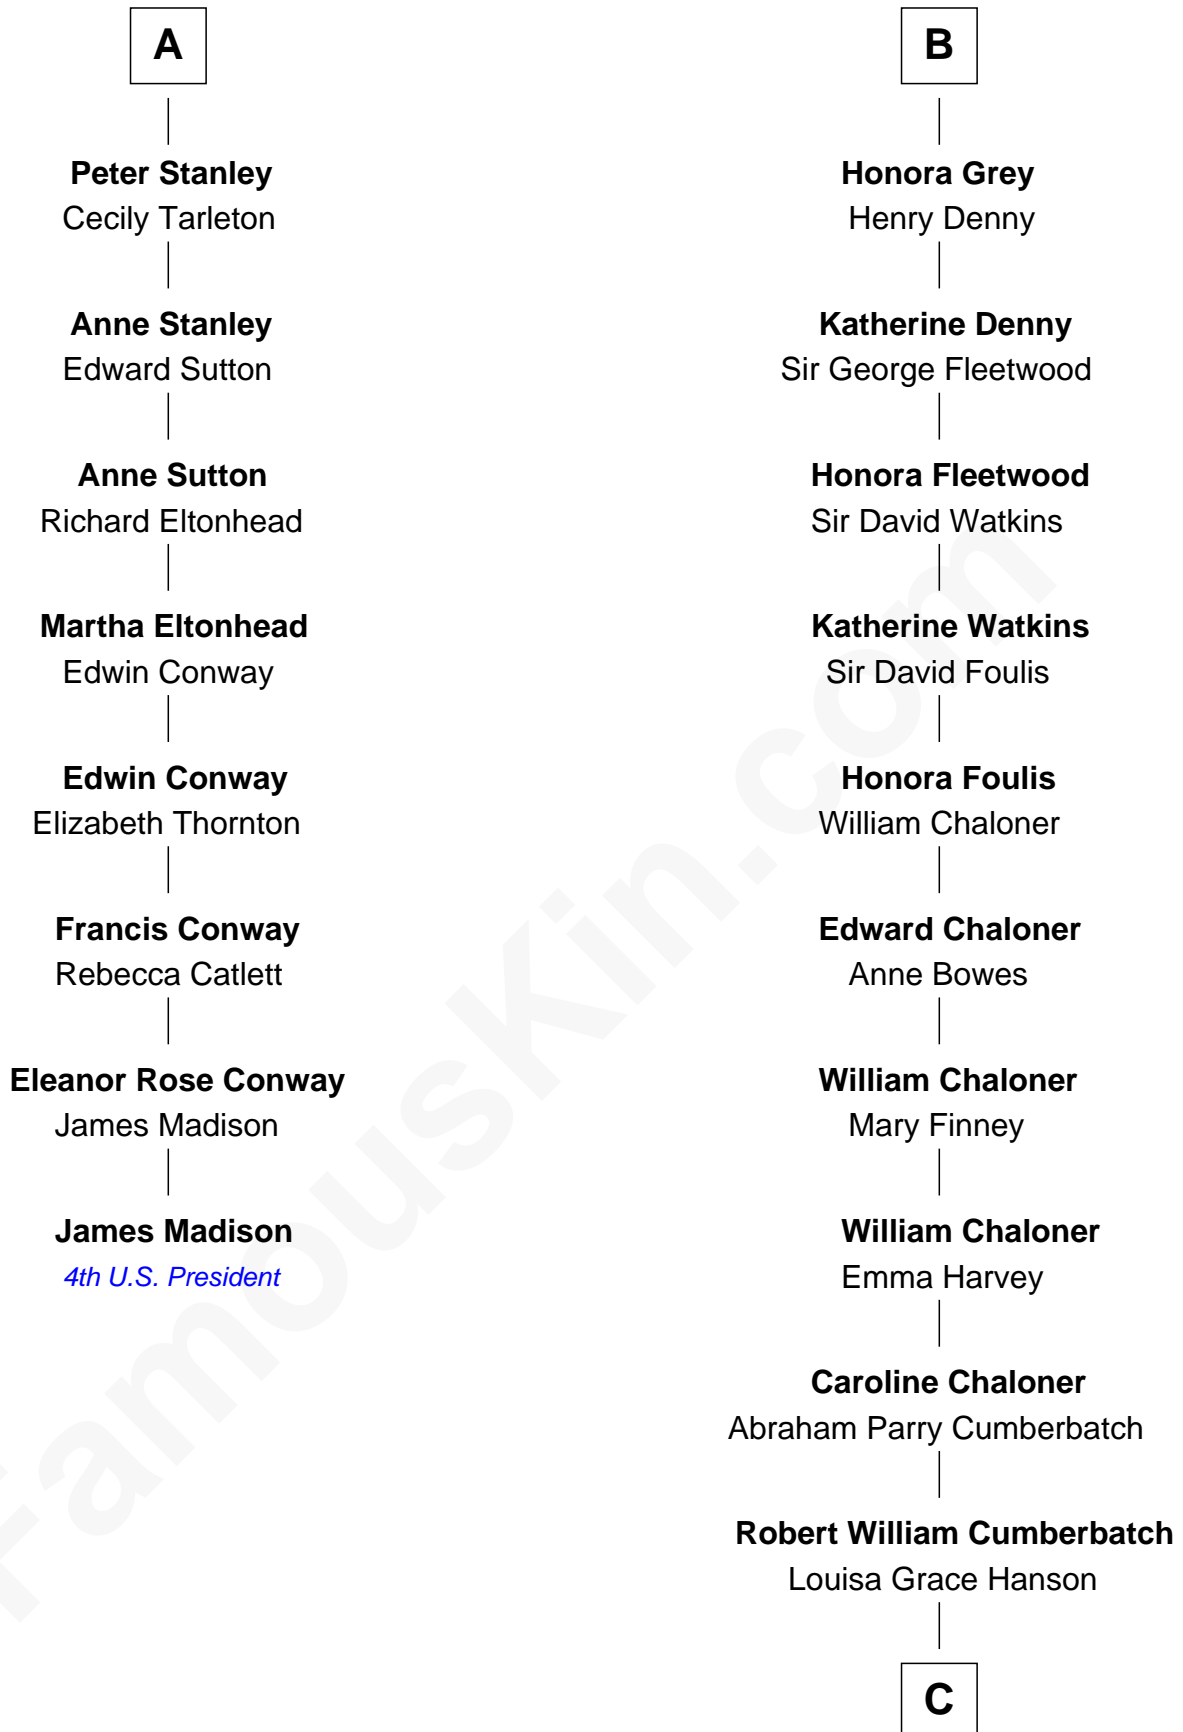 A
Peter Stanley
Cecily Tarleton
Anne Stanley
Edward Sutton
Anne Sutton
Richard Eltonhead
Martha Eltonhead
Edwin Conway
Edwin Conway
Elizabeth Thornton
Francis Conway
Rebecca Catlett
Eleanor Rose Conway
James Madison
James Madison
4th U.S. President
B
Honora Grey
Henry Denny
Katherine Denny
Sir George Fleetwood
Honora Fleetwood
Sir David Watkins
Katherine Watkins
Sir David Foulis
Honora Foulis
William Chaloner
Edward Chaloner
Anne Bowes
William Chaloner
Mary Finney
William Chaloner
Emma Harvey
Caroline Chaloner
Abraham Parry Cumberbatch
Robert William Cumberbatch
Louisa Grace Hanson
C
FamousKin.com